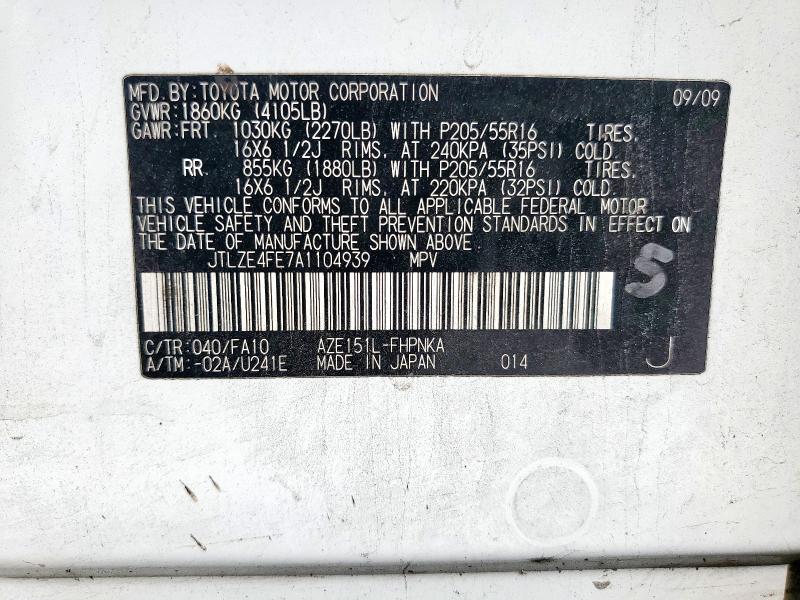 MFD. BY: TOYOTA MOTOR CORPORATION 09/09
GVWR: 1860KG (4105LB)
GAWR: FRT. 1030KG (2270LB) WITH P205/55R16 TIRES,
16X6 1/2J RIMS, AT 240KPA (35PSI) COLD.
RR. 855KG (1880LB) WITH P205/55R16 TIRES,
16X6 1/2J RIMS, AT 220KPA (32PSI) COLD.
THIS VEHICLE CONFORMS TO ALL APPLICABLE FEDERAL MOTOR
VEHICLE SAFETY AND THEFT PREVENTION STANDARDS IN EFFECT ON
THE DATE OF MANUFACTURE SHOWN ABOVE.
JTLZE4FE7A1104939 MPV
5
C/TR: 040/FA10 AZE151L-FHPNKA
A/TM: -02A/U241E MADE IN JAPAN 014 J